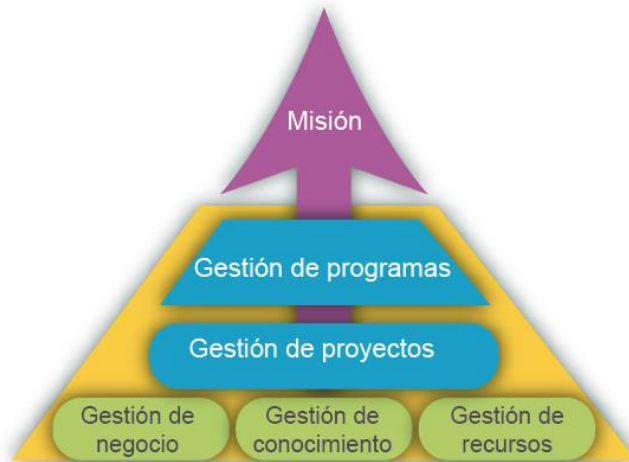 Misión
Gestión de programas
Gestión de proyectos
Gestión de
negocio
Gestión de
conocimiento
Gestión de
recursos